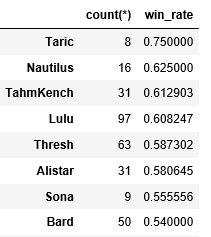 count(*) win_rate
Taric 8 0.750000
Nautilus 16 0.625000
TahmKench 31 0.612903
Lulu 97 0.608247
Thresh 63 0.587302
Alistar 31 0.580645
Sona 9 0.555556
Bard 50 0.540000